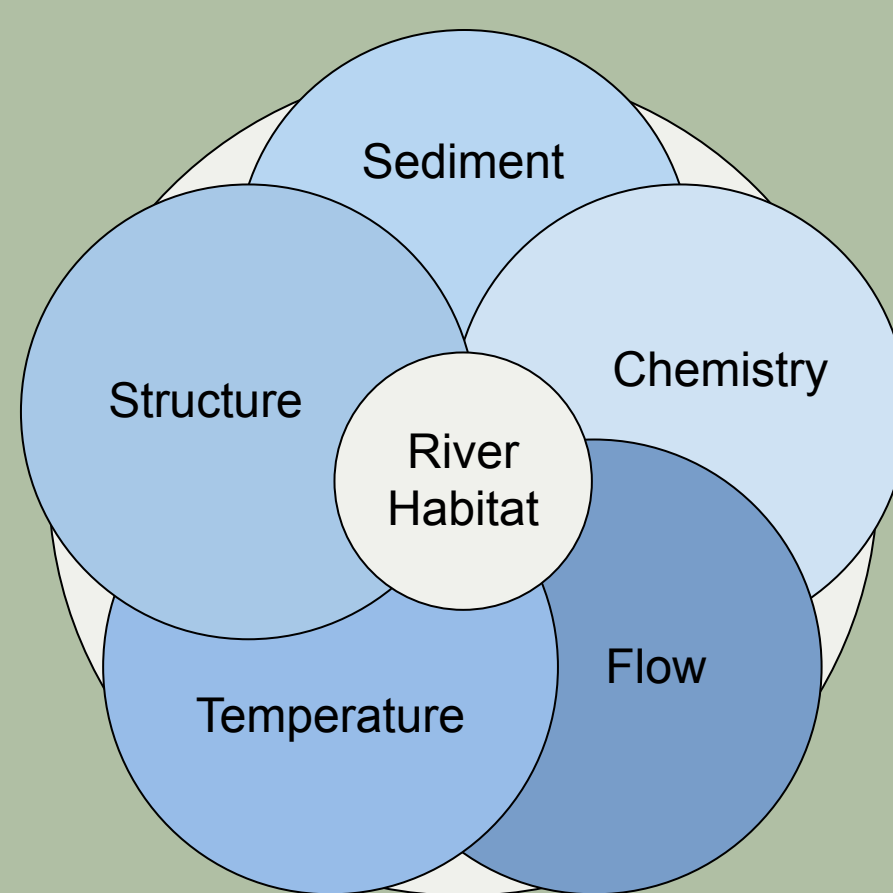 Sediment
Chemistry
Structure
River
Habitat
Flow
Temperature